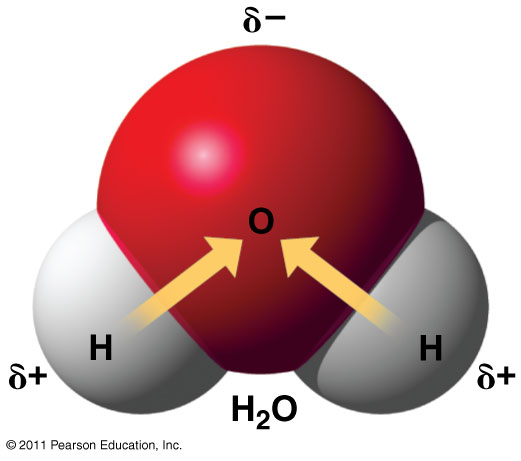 δ−
O
H
H
δ+
δ+
H₂O
© 2011 Pearson Education, Inc.